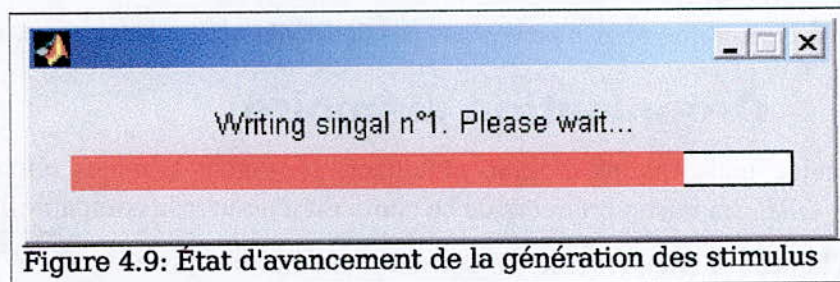 Writing singal n°1. Please wait...
Figure 4.9: État d'avancement de la génération des stimulus